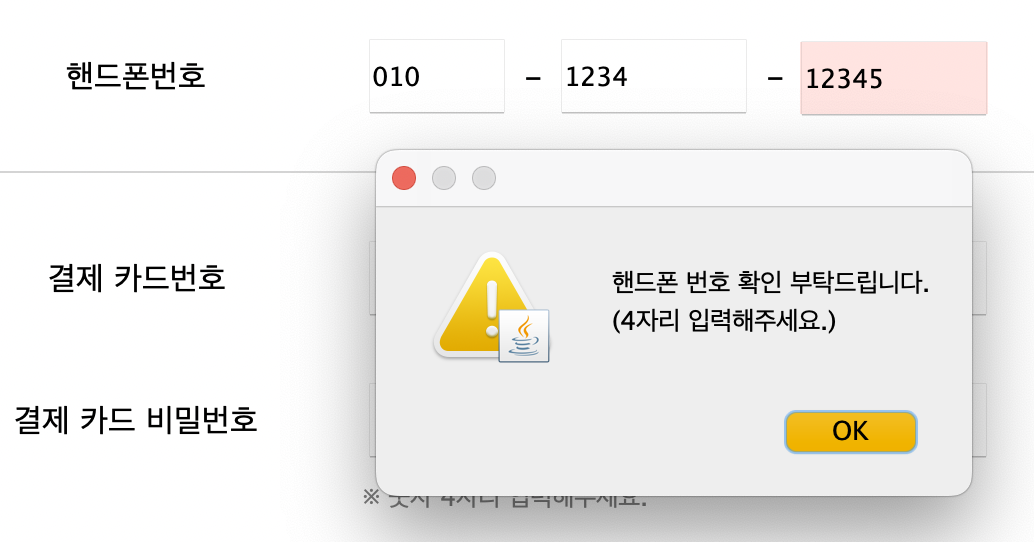 핸드폰번호 010 - 1234 - 12345
결제 카드번호
핸드폰 번호 확인 부탁드립니다.
(4자리 입력해주세요.)
결제 카드 비밀번호
OK
※ 숫자 4자리 입력해주세요.